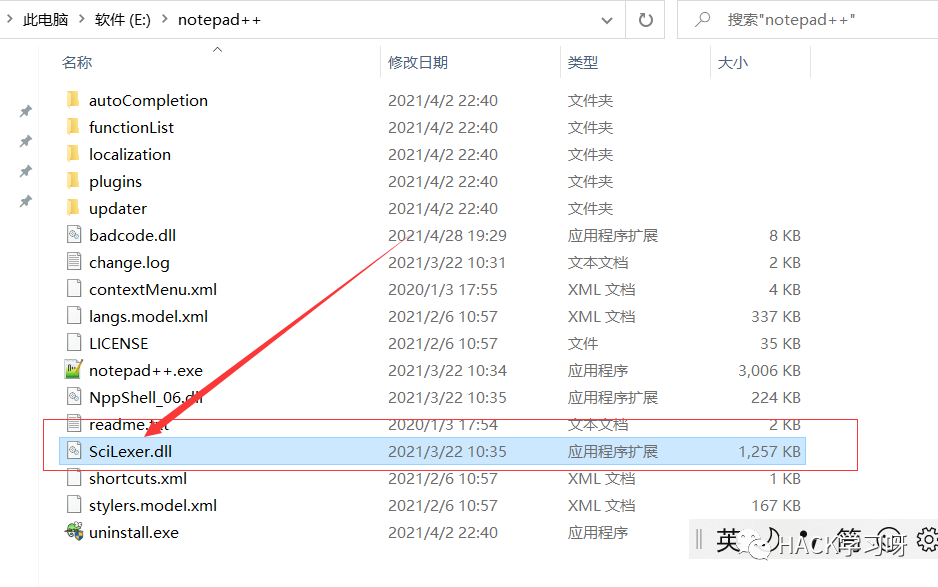 此电脑 > 软件 (E:) > notepad++
搜索"notepad++"
名称 修改日期 类型 大小
autoCompletion 2021/4/2 22:40 文件夹
functionList 2021/4/2 22:40 文件夹
localization 2021/4/2 22:40 文件夹
plugins 2021/4/2 22:40 文件夹
updater 2021/4/2 22:40 文件夹
badcode.dll 2021/4/28 19:29 应用程序扩展 8 KB
change.log 2021/3/22 10:31 文本文档 2 KB
contextMenu.xml 2020/1/3 17:55 XML 文档 4 KB
langs.model.xml 2021/2/6 10:57 XML 文档 337 KB
LICENSE 2021/2/6 10:57 文件 35 KB
notepad++.exe 2021/3/22 10:34 应用程序 3,006 KB
NppShell_06.dll 2021/3/22 10:35 应用程序扩展 224 KB
readme.txt 2020/1/3 17:54 文本文档 2 KB
SciLexer.dll 2021/3/22 10:35 应用程序扩展 1,257 KB
shortcuts.xml 2021/2/6 10:57 XML 文档 1 KB
stylers.model.xml 2021/2/6 10:57 XML 文档 167 KB
uninstall.exe 2021/4/2 22:40 应用程序
英 简
HACK学习呀